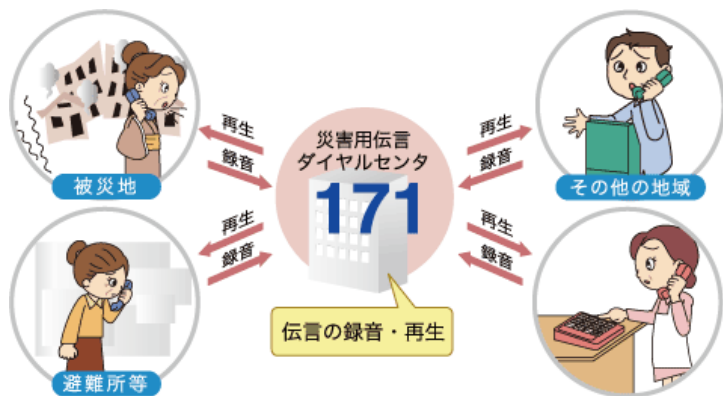 再生
録音
被災地
災害用伝言
ダイヤルセンタ
171
再生
録音
その他の地域
再生
録音
避難所等
伝言の録音・再生
再生
録音